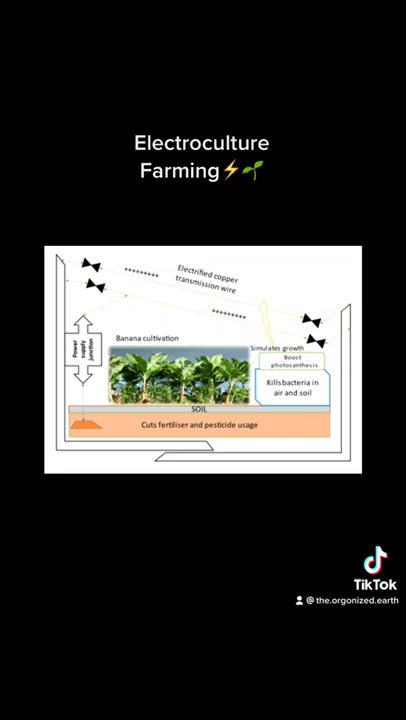 Electroculture
Farming⚡🌱
+++++++++
Electrified copper
transmission wire
+++++++++
Power
supply
junction
Banana cultivation
Simulates growth
Boost
photosynthesis
Kills bacteria in
air and soil
SOIL
Cuts fertiliser and pesticide usage
TikTok
@the.orgonized.earth